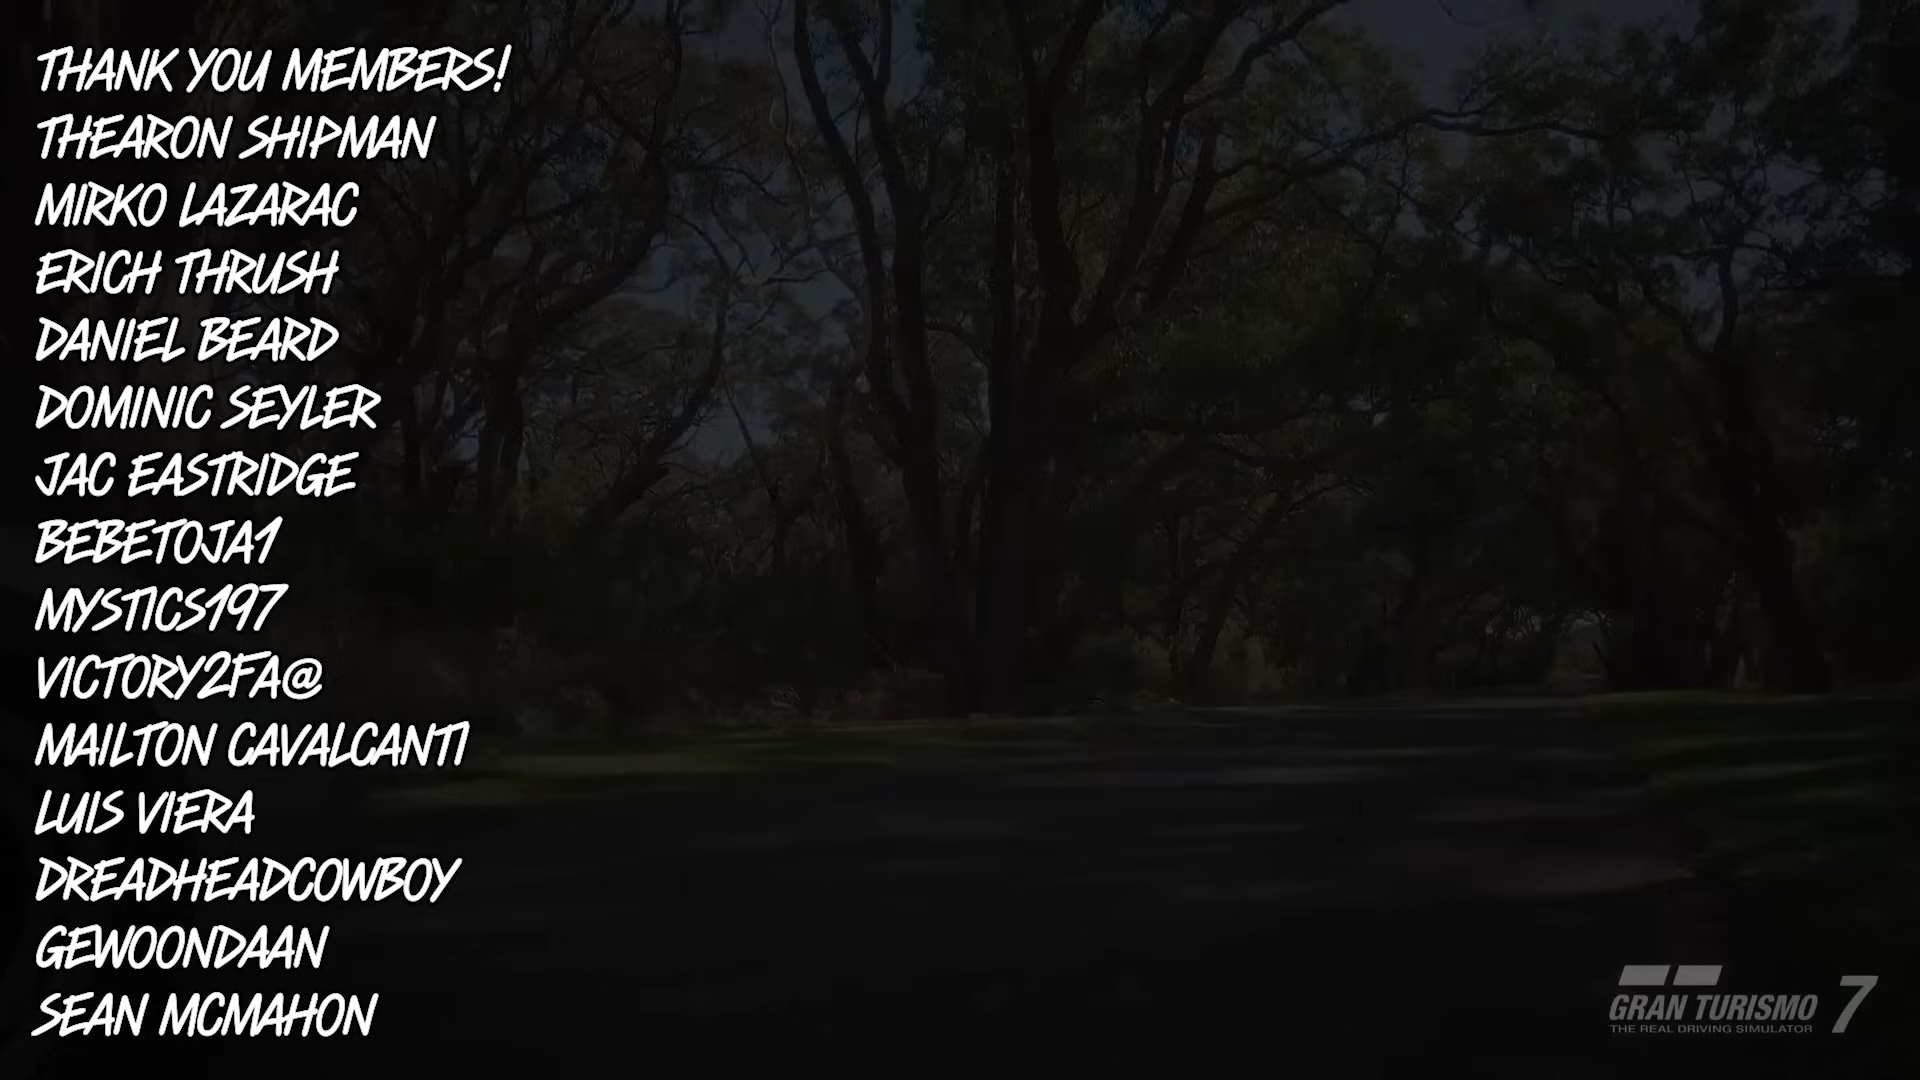 THANK YOU MEMBERS!
THEARON SHIPMAN
MIRKO LAZARAC
ERICH THRUSH
DANIEL BEARD
DOMINIC SEYLER
JAC EASTRIDGE
BEBETOJA1
MYSTICS197
VICTORY2FA@
MAILTON CAVALCANTI
LUIS VIERA
DREADHEADCOWBOY
GEWOONDAAN
SEAN MCMAHON
GRAN TURISMO 7
THE REAL DRIVING SIMULATOR